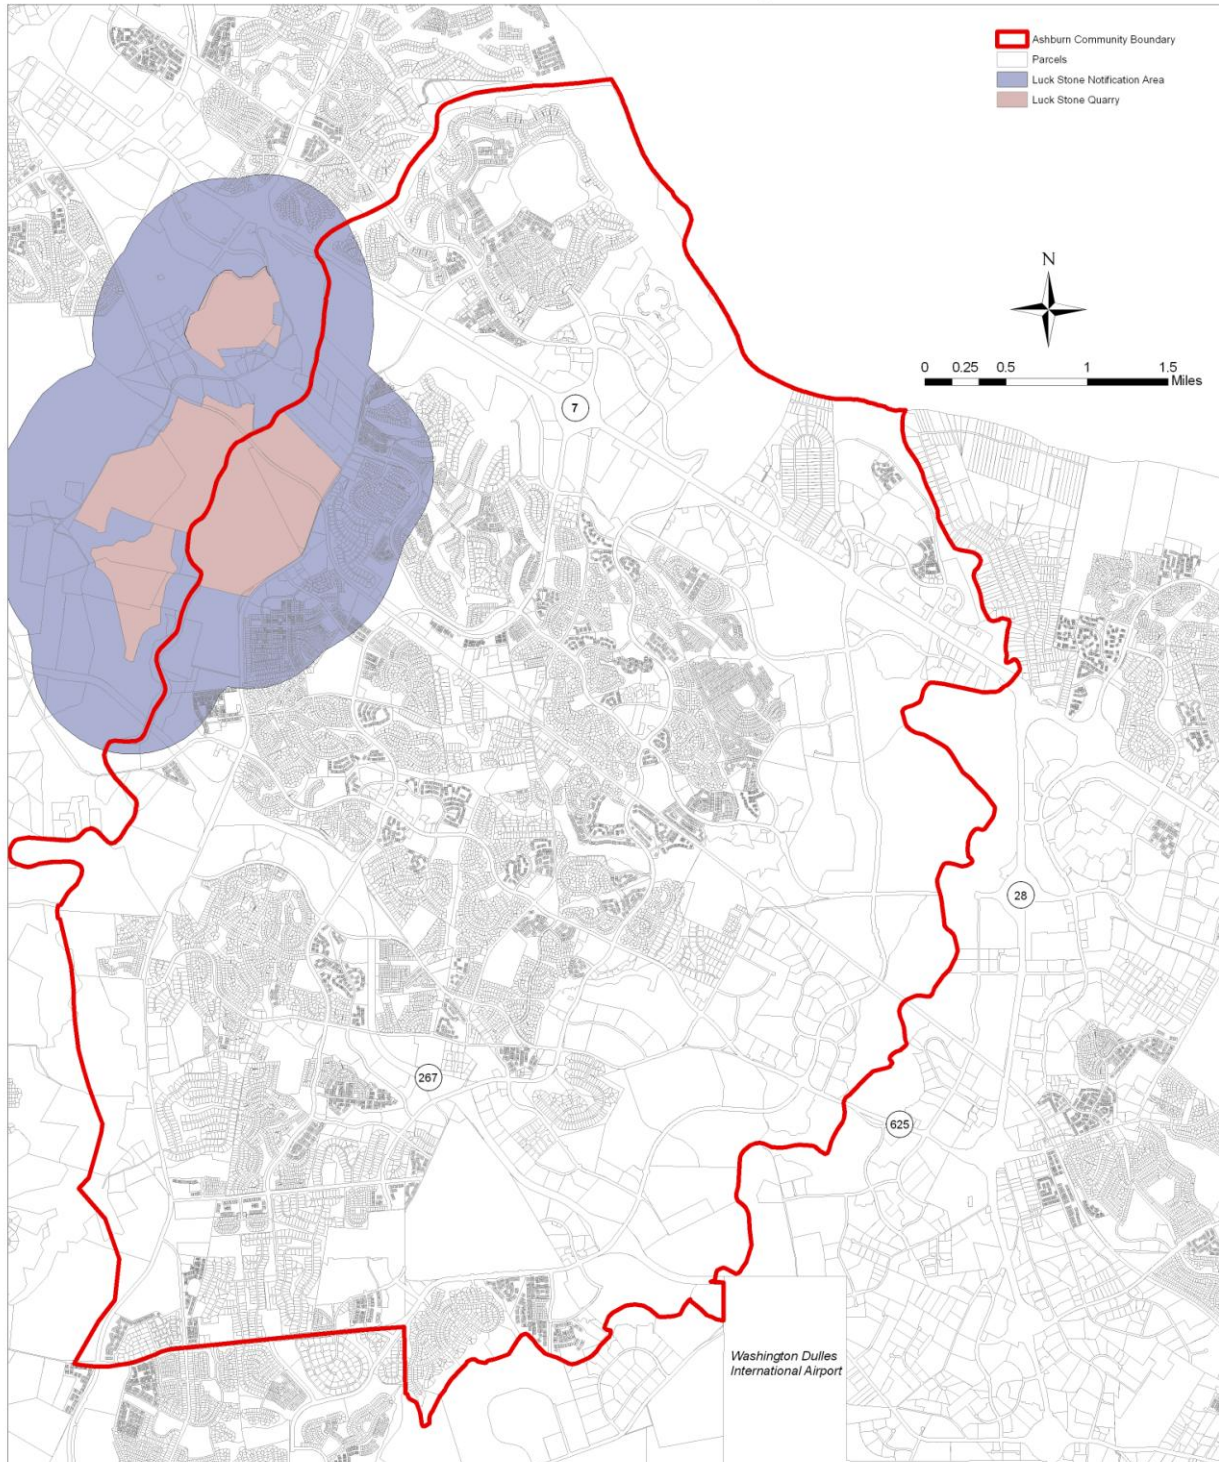 Ashburn Community Boundary
Parcels
Luck Stone Notification Area
Luck Stone Quarry
N
0 0.25 0.5 1 1.5
Miles
7
28
267
625
Washington Dulles
International Airport